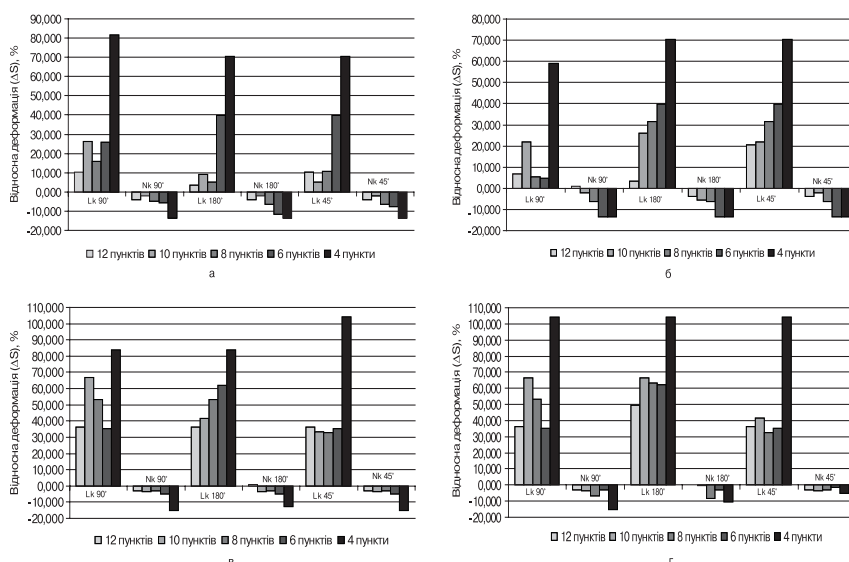 Відносна деформація (ΔS), %
90,000
80,000
70,000
60,000
50,000
40,000
30,000
20,000
10,000
0,000
-10,000
-20,000
Lk 90'
Nk 90'
Lk 180'
Nk 180'
Lk 45'
Nk 45'
12 пунктів 10 пунктів 8 пунктів 6 пунктів 4 пункти
а
Відносна деформація (ΔS), %
80,000
70,000
60,000
50,000
40,000
30,000
20,000
10,000
0,000
-10,000
-20,000
Lk 90'
Nk 90'
Lk 180'
Nk 180'
Lk 45'
Nk 45'
12 пунктів 10 пунктів 8 пунктів 6 пунктів 4 пункти
б
Відносна деформація (ΔS), %
110,000
100,000
90,000
80,000
70,000
60,000
50,000
40,000
30,000
20,000
10,000
0,000
-10,000
-20,000
Lk 90'
Nk 90'
Lk 180'
Nk 180'
Lk 45'
Nk 45'
12 пунктів 10 пунктів 8 пунктів 6 пунктів 4 пункти
в
Відносна деформація (ΔS), %
110,000
100,000
90,000
80,000
70,000
60,000
50,000
40,000
30,000
20,000
10,000
0,000
-10,000
-20,000
Lk 90'
Nk 90'
Lk 180'
Nk 180'
Lk 45'
Nk 45'
12 пунктів 10 пунктів 8 пунктів 6 пунктів 4 пункти
г